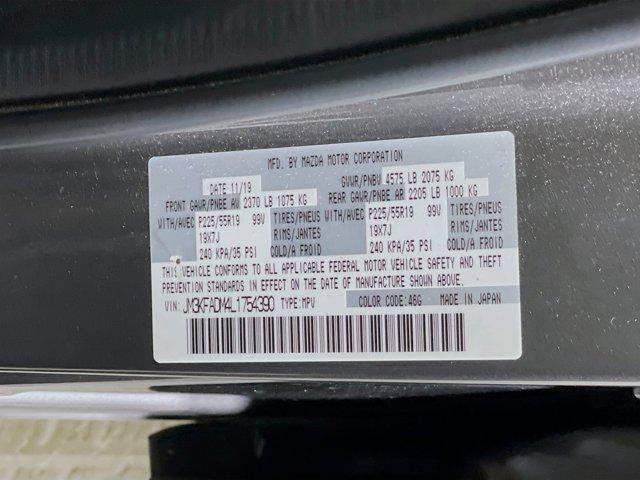 MFD. BY MAZDA MOTOR CORPORATION
DATE 11/19 GVWR/PNBV 4575 LB 2075 KG
FRONT GAWR/PNBE AV 2370 LB 1075 KG REAR GAWR/PNBE AR 2205 LB 1000 KG
WITH/AVEC P225/55R19 99V TIRES/PNEUS WITH/AVEC P225/55R19 99V TIRES/PNEUS
19X7J RIMS/JANTES 19X7J RIMS/JANTES
240 KPA/35 PSI COLD/A FROID 240 KPA/35 PSI COLD/A FROID
THIS VEHICLE CONFORMS TO ALL APPLICABLE FEDERAL MOTOR VEHICLE SAFETY AND THEFT
PREVENTION STANDARDS IN EFFECT ON THE DATE OF MANUFACTURE SHOWN ABOVE.
VIN: JM3KFADM4L1754390 TYPE: MPV COLOR CODE: 46G MADE IN JAPAN